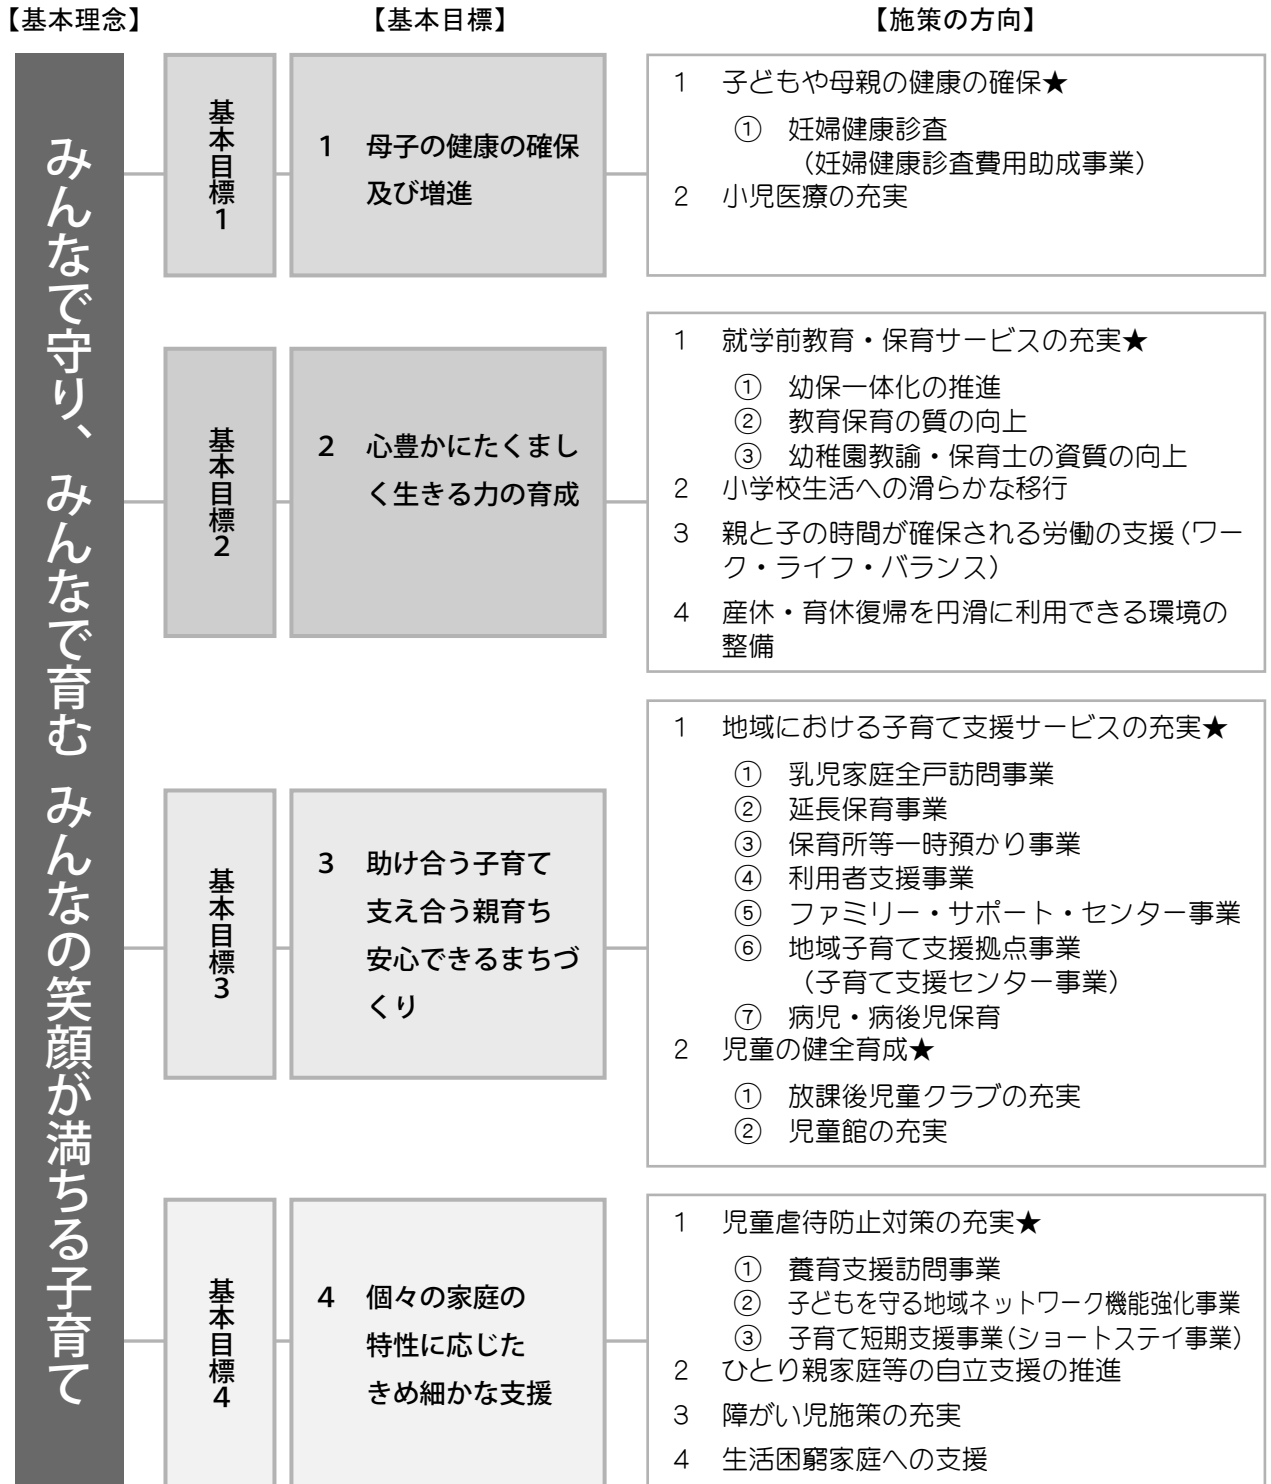 【基本理念】
【基本目標】
【施策の方向】
みんなで守り、みんなで育む みんなの笑顔が満ちる子育て
基本目標1
1 母子の健康の確保
及び増進
1 子どもや母親の健康の確保★
① 妊婦健康診査
（妊婦健康診査費用助成事業）
2 小児医療の充実
基本目標2
2 心豊かにたくまし
く生きる力の育成
1 就学前教育・保育サービスの充実★
① 幼保一体化の推進
② 教育保育の質の向上
③ 幼稚園教諭・保育士の資質の向上
2 小学校生活への滑らかな移行
3 親と子の時間が確保される労働の支援（ワー
ク・ライフ・バランス）
4 産休・育休復帰を円滑に利用できる環境の
整備
基本目標3
3 助け合う子育て
支え合う親育ち
安心できるまちづ
くり
1 地域における子育て支援サービスの充実★
① 乳児家庭全戸訪問事業
② 延長保育事業
③ 保育所等一時預かり事業
④ 利用者支援事業
⑤ ファミリー・サポート・センター事業
⑥ 地域子育て支援拠点事業
（子育て支援センター事業）
⑦ 病児・病後児保育
2 児童の健全育成★
① 放課後児童クラブの充実
② 児童館の充実
基本目標4
4 個々の家庭の
特性に応じた
きめ細かな支援
1 児童虐待防止対策の充実★
① 養育支援訪問事業
② 子どもを守る地域ネットワーク機能強化事業
③ 子育て短期支援事業（ショートステイ事業）
2 ひとり親家庭等の自立支援の推進
3 障がい児施策の充実
4 生活困窮家庭への支援